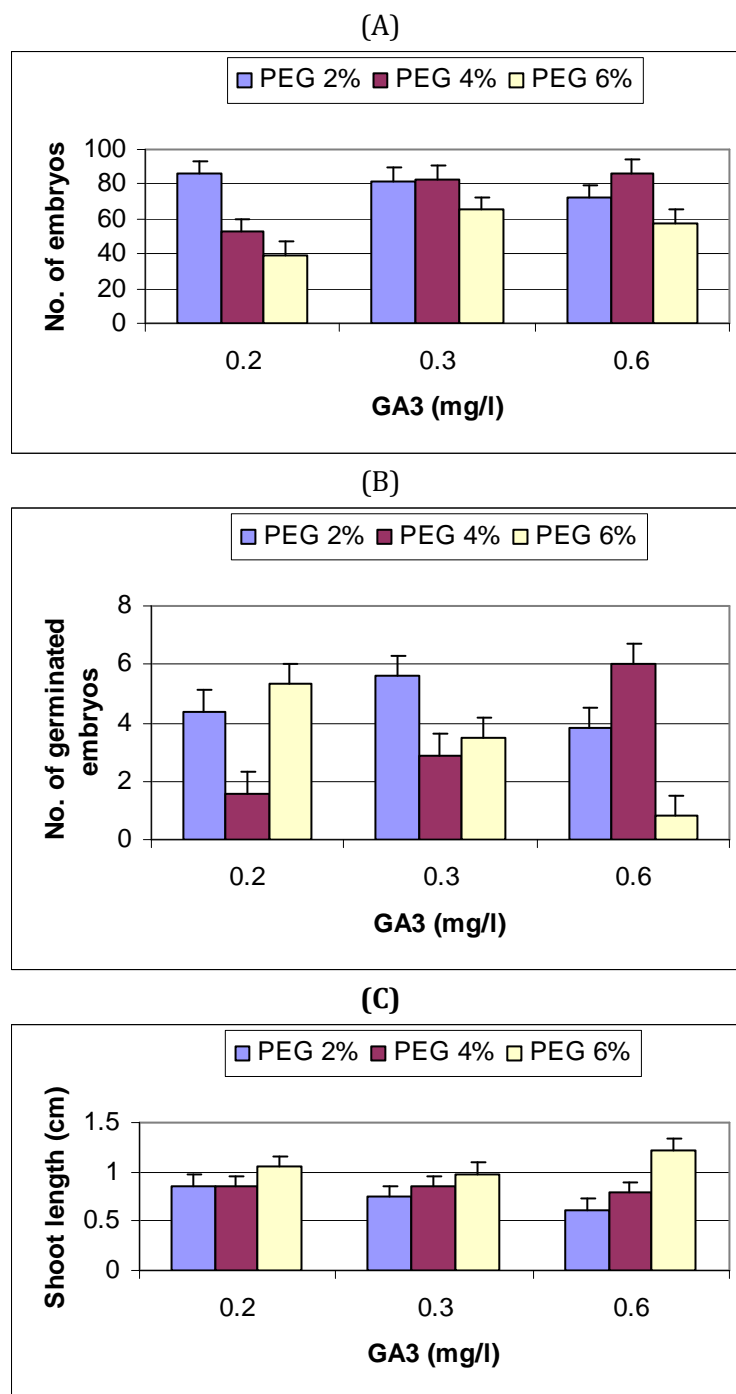 (A)
PEG 2% PEG 4% PEG 6%
No. of embryos
100
80
60
40
20
0
0.2 0.3 0.6
GA3 (mg/l)
(B)
PEG 2% PEG 4% PEG 6%
No. of germinated
embryos
8
6
4
2
0
0.2 0.3 0.6
GA3 (mg/l)
(C)
PEG 2% PEG 4% PEG 6%
Shoot length (cm)
1.5
1
0.5
0
0.2 0.3 0.6
GA3 (mg/l)